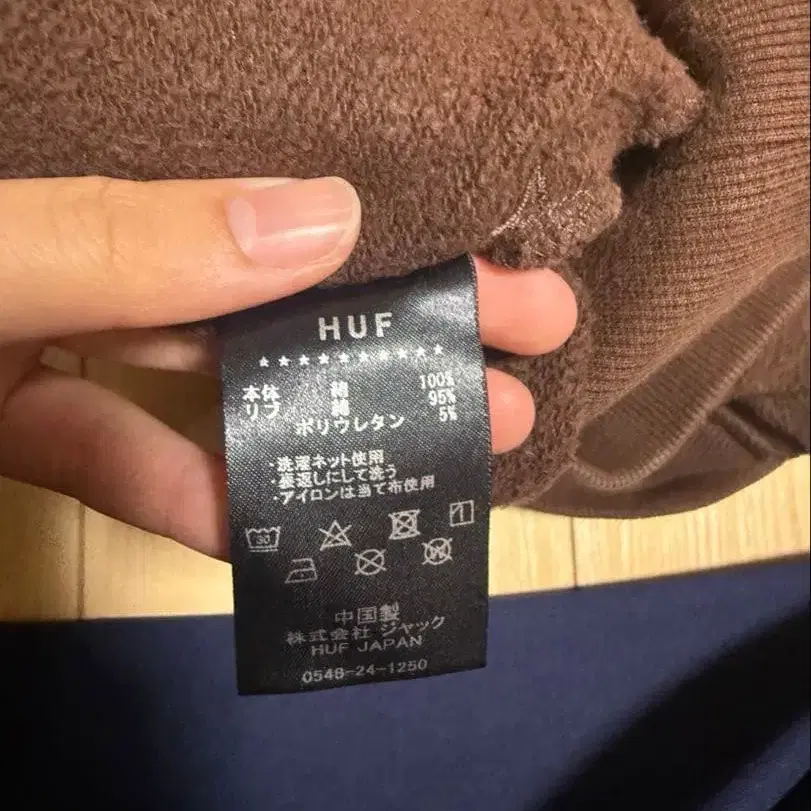 HUF
★★★★★★★★★★
本体 綿 100%
リブ 綿 95%
ポリウレタン 5%
・洗濯ネット使用
・裏返しにして洗う
・アイロンは当て布使用
30
中国製
株式会社 ジャック
HUF JAPAN
0548-24-1250